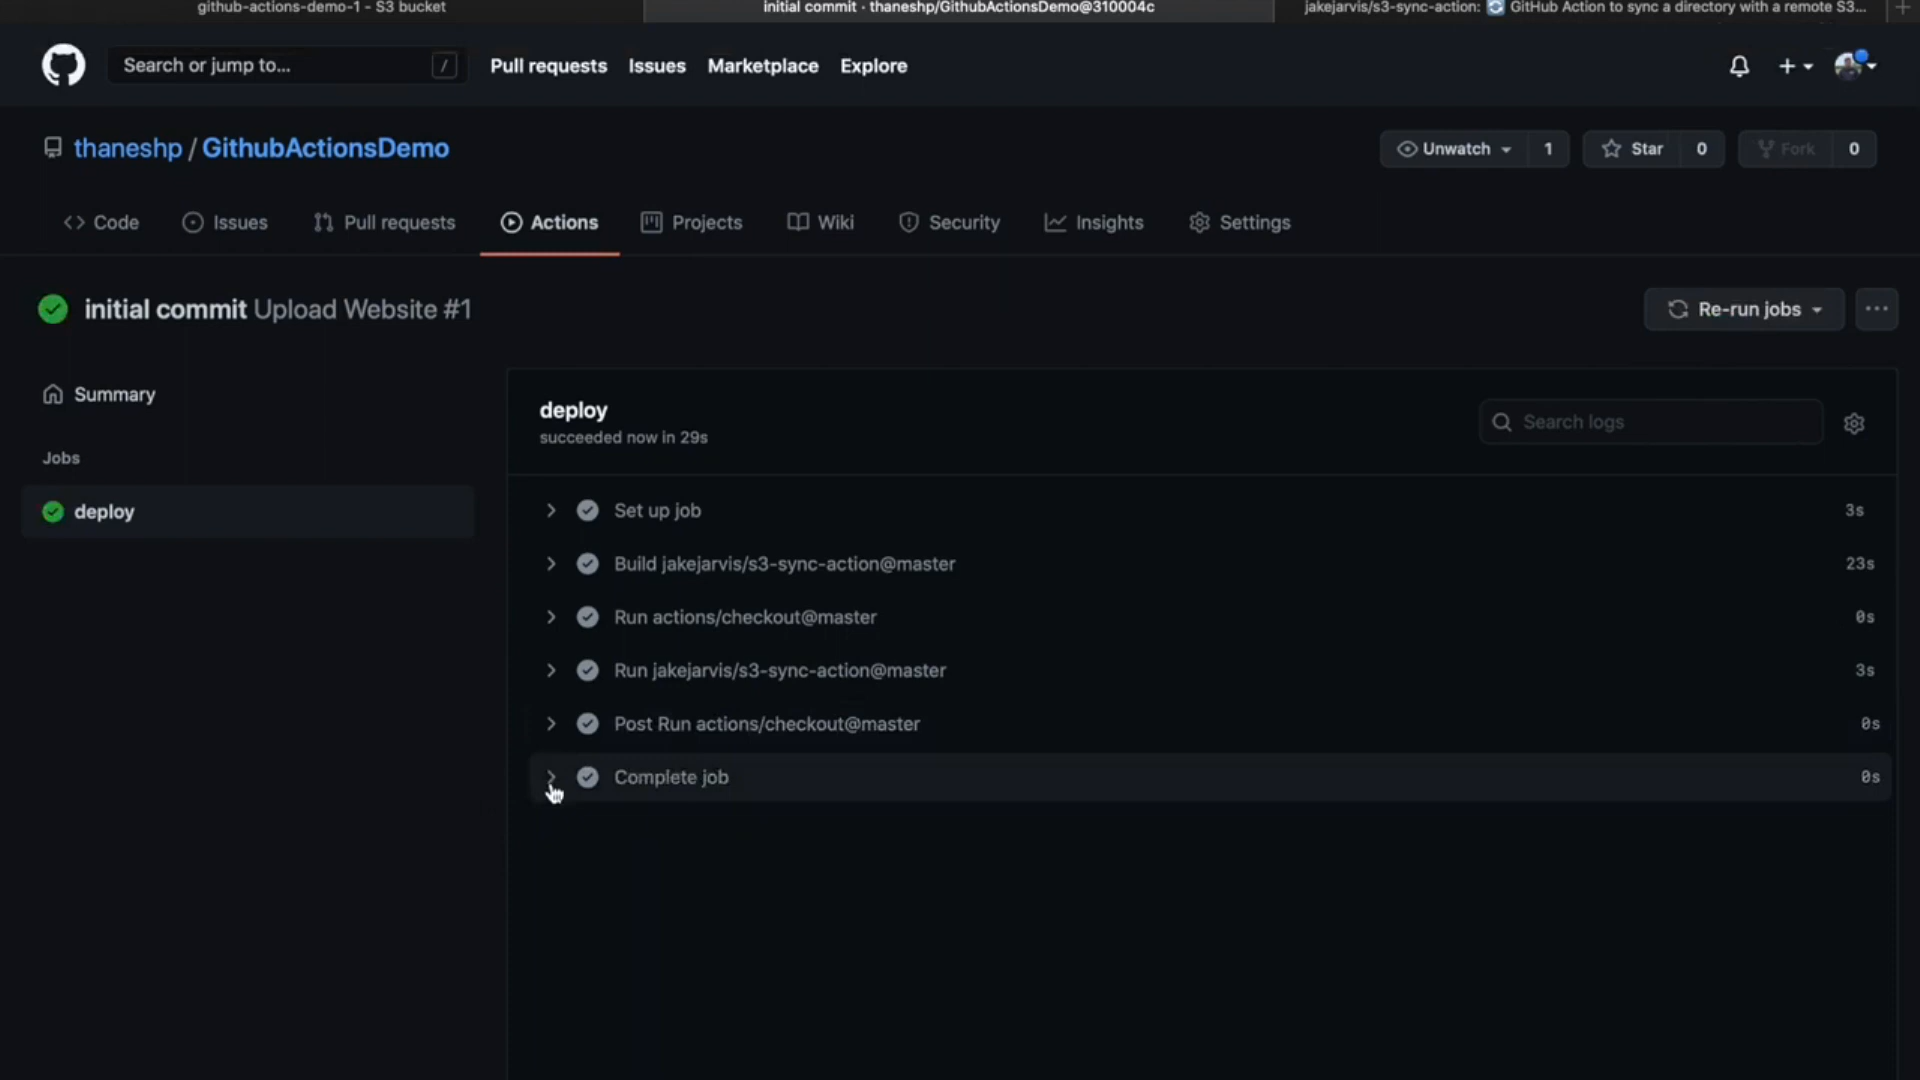 github-actions-demo-1 - S3 bucket
initial commit · thaneshp/GithubActionsDemo@310004c
jakejarvis/s3-sync-action: 🔄 GitHub Action to sync a directory with a remote S3...
Search or jump to... /
Pull requests Issues Marketplace Explore
thaneshp / GithubActionsDemo
Unwatch 1 Star 0 Fork 0
Code Issues Pull requests Actions Projects Wiki Security Insights Settings
initial commit Upload Website #1
Re-run jobs
Summary
Jobs
deploy
deploy
succeeded now in 29s
Search logs
Set up job 3s
Build jakejarvis/s3-sync-action@master 23s
Run actions/checkout@master 0s
Run jakejarvis/s3-sync-action@master 3s
Post Run actions/checkout@master 0s
Complete job 0s